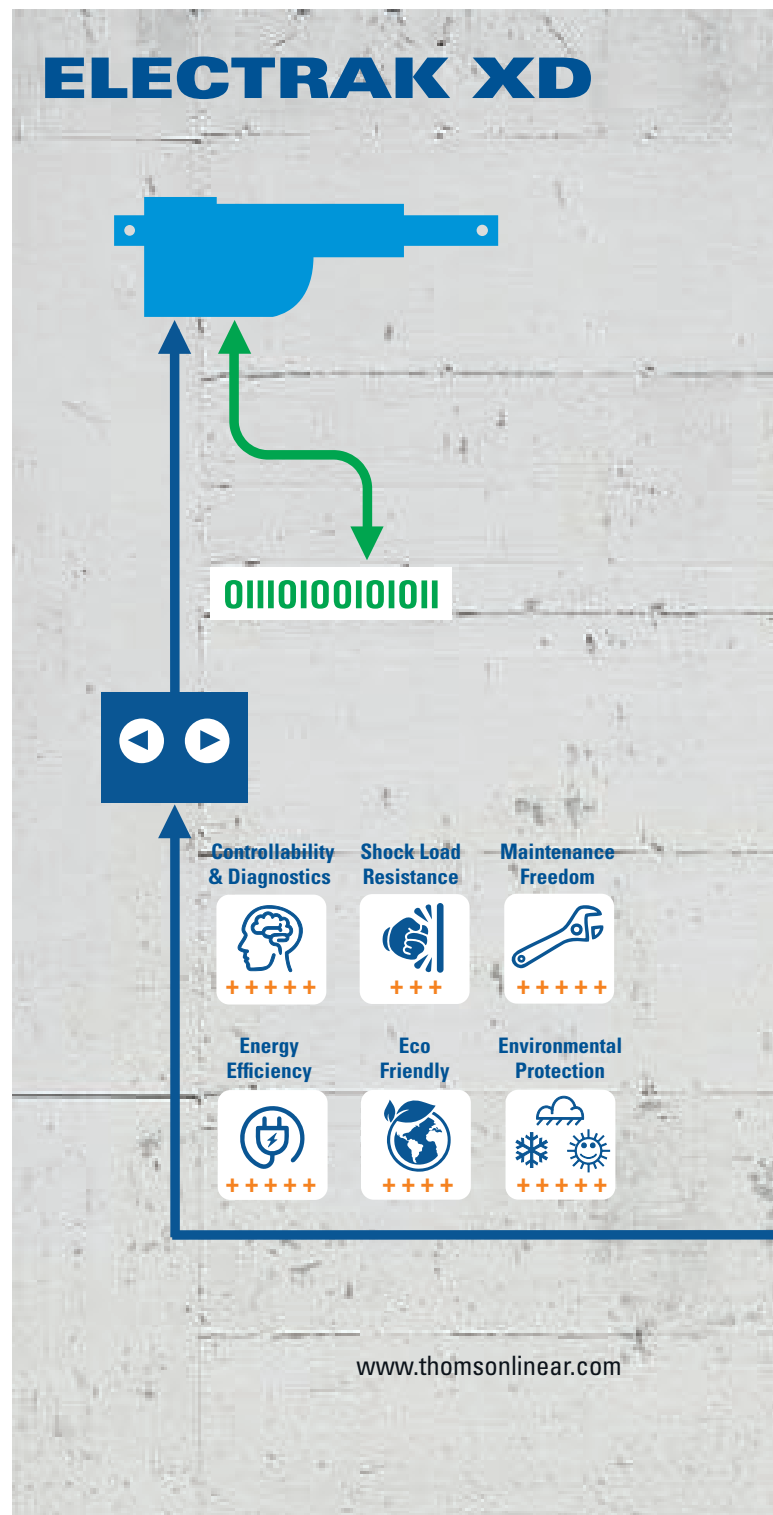 ELECTRAK XD
01110100101011
Controllability
& Diagnostics
+ + + + +
Shock Load
Resistance
+ + +
Maintenance
Freedom
+ + + + +
Energy
Efficiency
+ + + + +
Eco
Friendly
+ + + +
Environmental
Protection
+ + + + +
www.thomsonlinear.com